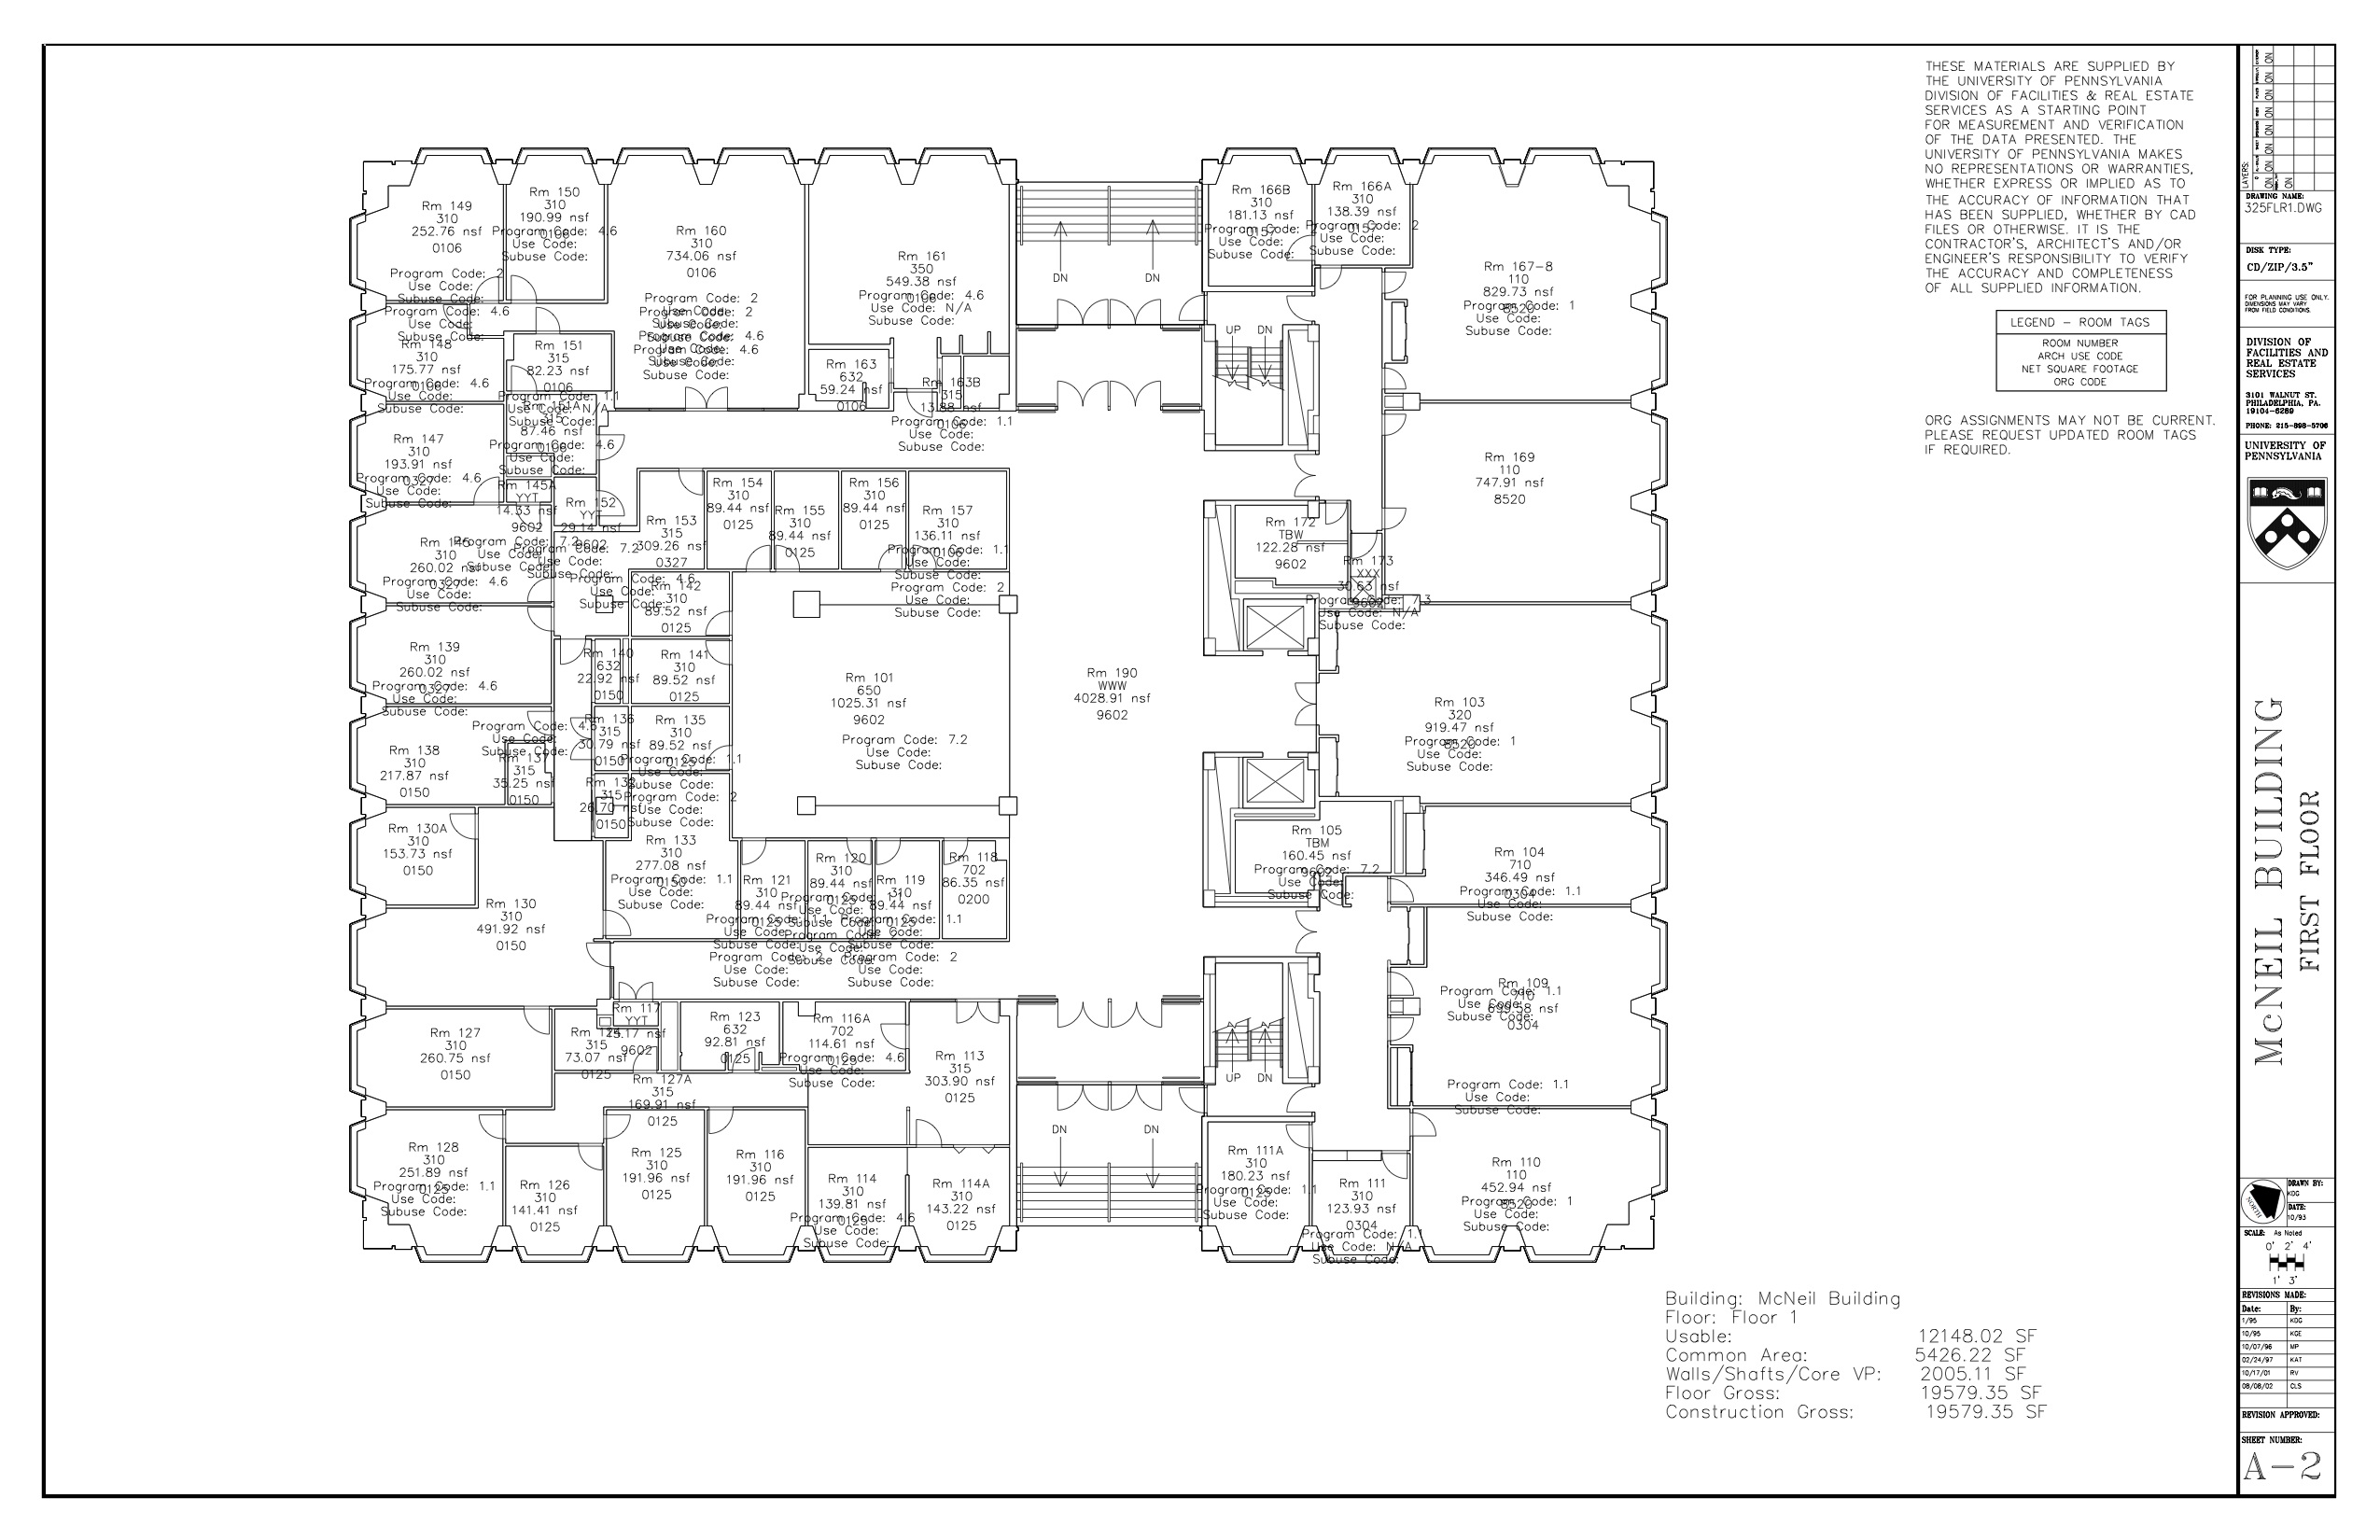 THESE MATERIALS ARE SUPPLIED BY
THE UNIVERSITY OF PENNSYLVANIA
DIVISION OF FACILITIES & REAL ESTATE
SERVICES AS A STARTING POINT
FOR MEASUREMENT AND VERIFICATION
OF THE DATA PRESENTED. THE
UNIVERSITY OF PENNSYLVANIA MAKES
NO REPRESENTATIONS OR WARRANTIES,
WHETHER EXPRESS OR IMPLIED AS TO
THE ACCURACY OF INFORMATION THAT
HAS BEEN SUPPLIED, WHETHER BY CAD
FILES OR OTHERWISE. IT IS THE
CONTRACTOR'S, ARCHITECT'S AND/OR
ENGINEER'S RESPONSIBILITY TO VERIFY
THE ACCURACY AND COMPLETENESS
OF ALL SUPPLIED INFORMATION.
LEGEND – ROOM TAGS
ROOM NUMBER
ARCH USE CODE
NET SQUARE FOOTAGE
ORG CODE
ORG ASSIGNMENTS MAY NOT BE CURRENT.
PLEASE REQUEST UPDATED ROOM TAGS
IF REQUIRED.
Rm 149
310
252.76 nsf
0106
Program Code: 2
Use Code:
Subuse Code:
Rm 150
310
190.99 nsf
Program Code: 4.6
0106
Use Code:
Subuse Code:
Rm 160
310
734.06 nsf
0106
Program Code: 2
Program Code: 2
Program Code: 4.6
Program Code: 4.6
Use Code:
Subuse Code:
Rm 161
350
549.38 nsf
0106
Program Code: 4.6
Use Code: N/A
Subuse Code:
DN
DN
Rm 166B
310
181.13 nsf
Program Code: 2
Use Code:
Subuse Code:
Rm 166A
310
138.39 nsf
Program Code: 2
Use Code:
Subuse Code:
Rm 167-8
110
829.73 nsf
8520
Program Code: 1
Use Code:
Subuse Code:
Program Code: 4.6
Use Code:
Subuse Code:
Rm 148
310
175.77 nsf
0106
Program Code: 4.6
Use Code:
Subuse Code:
Rm 151
315
82.23 nsf
0106
Program Code: 1.1
Use Code: N/A
Subuse Code:
Rm 151A
315
87.46 nsf
0106
Program Code: 4.6
Use Code:
Subuse Code:
Rm 163
632
59.24 nsf
0106
Rm 163B
315
13.88 nsf
0106
Program Code: 1.1
Use Code:
Subuse Code:
UP
DN
Rm 147
310
193.91 nsf
0327
Program Code: 4.6
Use Code:
Subuse Code:
Rm 145A
YYT
14.33 nsf
9602
Program Code: 7.2
Use Code:
Subuse Code:
Rm 152
YYT
29.14 nsf
9602
Program Code: 7.2
Use Code:
Subuse Code:
Rm 153
315
309.26 nsf
0327
Program Code: 4.6
Use Code:
Subuse Code:
Rm 154
310
89.44 nsf
0125
Rm 155
310
89.44 nsf
0125
Rm 156
310
89.44 nsf
0125
Rm 157
310
136.11 nsf
0106
Program Code: 1.1
Use Code:
Subuse Code:
Program Code: 2
Use Code:
Subuse Code:
Rm 169
110
747.91 nsf
8520
Rm 172
TBW
122.28 nsf
9602
Rm 173
XXX
30.63 nsf
9602
Program Code: 7.3
Use Code: N/A
Subuse Code:
310
260.02 nsf
0327
Program Code: 4.6
Use Code:
Subuse Code:
Rm 142
310
89.52 nsf
0125
Rm 139
310
260.02 nsf
0327
Program Code: 4.6
Use Code:
Subuse Code:
Rm 140
632
22.92 nsf
0150
Rm 141
310
89.52 nsf
0125
Rm 101
650
1025.31 nsf
9602
Program Code: 7.2
Use Code:
Subuse Code:
Rm 190
WWW
4028.91 nsf
9602
Rm 103
320
919.47 nsf
8520
Program Code: 1
Use Code:
Subuse Code:
Program Code: 4.6
Use Code:
Subuse Code:
Rm 138
310
217.87 nsf
0150
Rm 137
315
35.25 nsf
0150
Rm 136
315
30.79 nsf
0150
Rm 135
310
89.52 nsf
0125
Program Code: 1.1
Use Code:
Subuse Code:
315
26.70 nsf
0150
Program Code: 2
Use Code:
Subuse Code:
Rm 130A
310
153.73 nsf
0150
Rm 133
310
277.08 nsf
0150
Program Code: 1.1
Use Code:
Subuse Code:
Rm 130
310
491.92 nsf
0150
Rm 121
310
89.44 nsf
0125
Program Code: 1.1
Use Code:
Subuse Code:
Program Code: 2
Use Code:
Subuse Code:
Rm 120
310
89.44 nsf
0125
Program Code: 1.1
Use Code:
Subuse Code:
Program Code: 2
Use Code:
Subuse Code:
Rm 119
310
89.44 nsf
0125
Program Code: 1.1
Use Code:
Subuse Code:
Program Code: 2
Use Code:
Subuse Code:
Rm 118
702
86.35 nsf
0200
Rm 105
TBM
160.45 nsf
9602
Program Code: 7.2
Use Code:
Subuse Code:
Rm 104
710
346.49 nsf
0304
Program Code: 1.1
Use Code:
Subuse Code:
Rm 109
710
699.58 nsf
0304
Program Code: 1.1
Use Code:
Subuse Code:
Program Code: 1.1
Use Code:
Subuse Code:
Rm 127
310
260.75 nsf
0150
315
73.07 nsf
0125
Rm 117
YYT
9602
Rm 123
632
92.81 nsf
0125
Rm 116A
702
114.61 nsf
0125
Program Code: 4.6
Use Code:
Subuse Code:
Rm 113
315
303.90 nsf
0125
Rm 127A
315
169.91 nsf
0125
UP
DN
Rm 128
310
251.89 nsf
0125
Program Code: 1.1
Use Code:
Subuse Code:
Rm 126
310
141.41 nsf
0125
Rm 125
310
191.96 nsf
0125
Rm 116
310
191.96 nsf
0125
Rm 114
310
139.81 nsf
0125
Program Code: 4.6
Use Code:
Subuse Code:
Rm 114A
310
143.22 nsf
0125
DN
DN
Rm 111A
310
180.23 nsf
0125
Program Code: 1.1
Use Code:
Subuse Code:
Rm 111
310
123.93 nsf
0304
Program Code: 1.1
Use Code: N/A
Subuse Code:
Rm 110
110
452.94 nsf
8520
Program Code: 1
Use Code:
Subuse Code:
Building: McNeil Building
Floor: Floor 1
Usable: 12148.02 SF
Common Area: 5426.22 SF
Walls/Shafts/Core VP: 2005.11 SF
Floor Gross: 19579.35 SF
Construction Gross: 19579.35 SF
LAYERS:
ON ON ON ON ON ON ON
ON ON
DRAWING NAME:
325FLR1.DWG
DISK TYPE:
CD/ZIP/3.5"
FOR PLANNING USE ONLY.
DIMENSIONS MAY VARY
FROM FIELD CONDITIONS.
DIVISION OF
FACILITIES AND
REAL ESTATE
SERVICES
3101 WALNUT ST.
PHILADELPHIA, PA.
19104-6289
PHONE: 215-898-5706
UNIVERSITY OF
PENNSYLVANIA
McNEIL BUILDING
FIRST FLOOR
NORTH
DRAWN BY:
KDG
DATE:
10/93
SCALE: As Noted
0' 2' 4'
1' 3'
REVISIONS MADE:
Date: By:
1/95 KDG
10/95 KGE
10/07/96 MP
02/24/97 KAT
10/17/01 RV
08/08/02 CLS
REVISION APPROVED:
SHEET NUMBER:
A-2